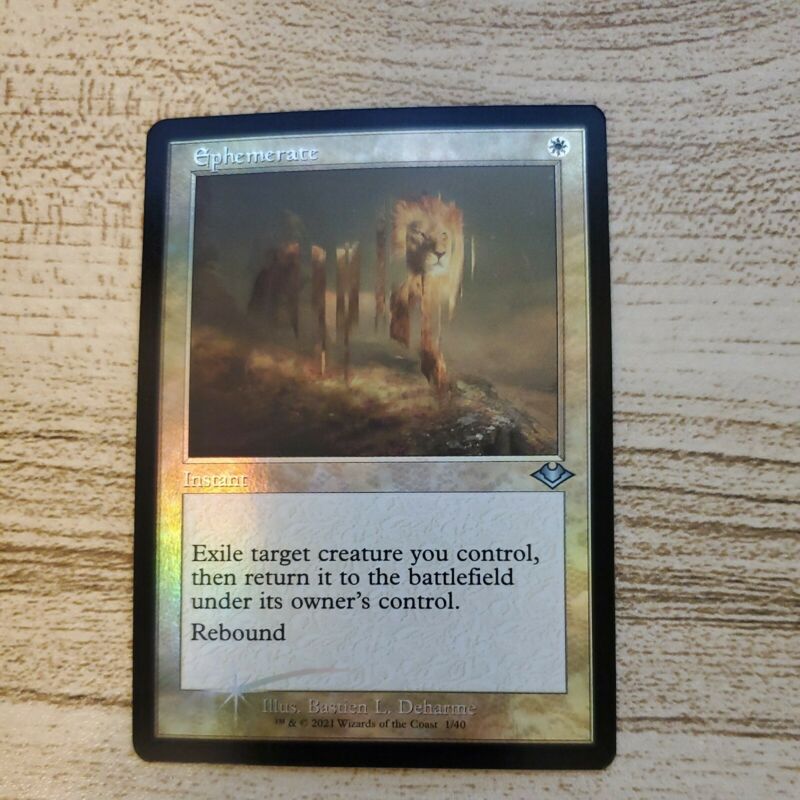 Ephemerate
Instant
Exile target creature you control,
then return it to the battlefield
under its owner's control.
Rebound
Illus. Bastien L. Deharme
™ & © 2021 Wizards of the Coast 1/40